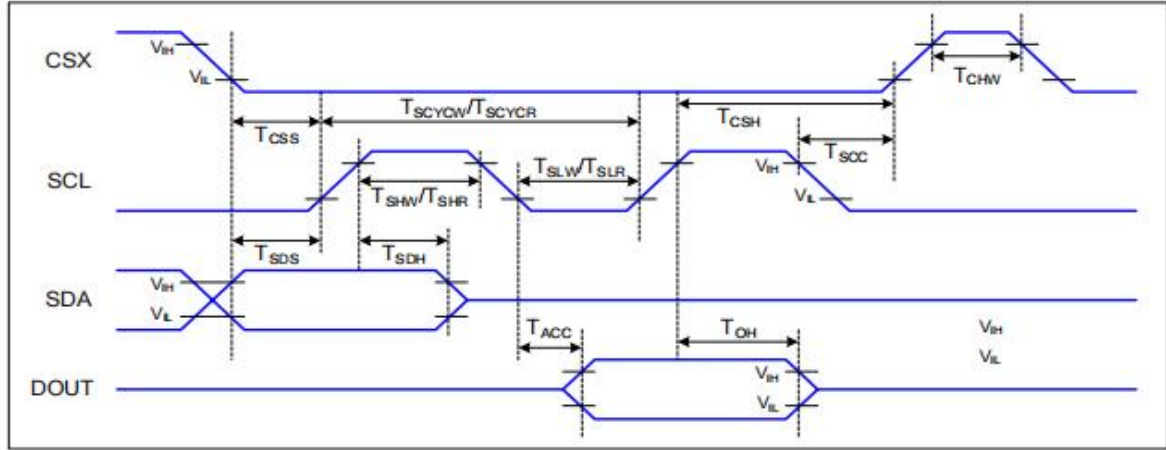 CSX
VIH
VIL
TCHW
TSCYCW/TSCYCR
TCSS
TCSH
TSCC
SCL
TSLW/TSLR
VIH
TSHW/TSHR
VIL
TSDS
TSDH
SDA
VIH
VIL
TACC
TOH
VIH
VIL
DOUT
VIH
VIL